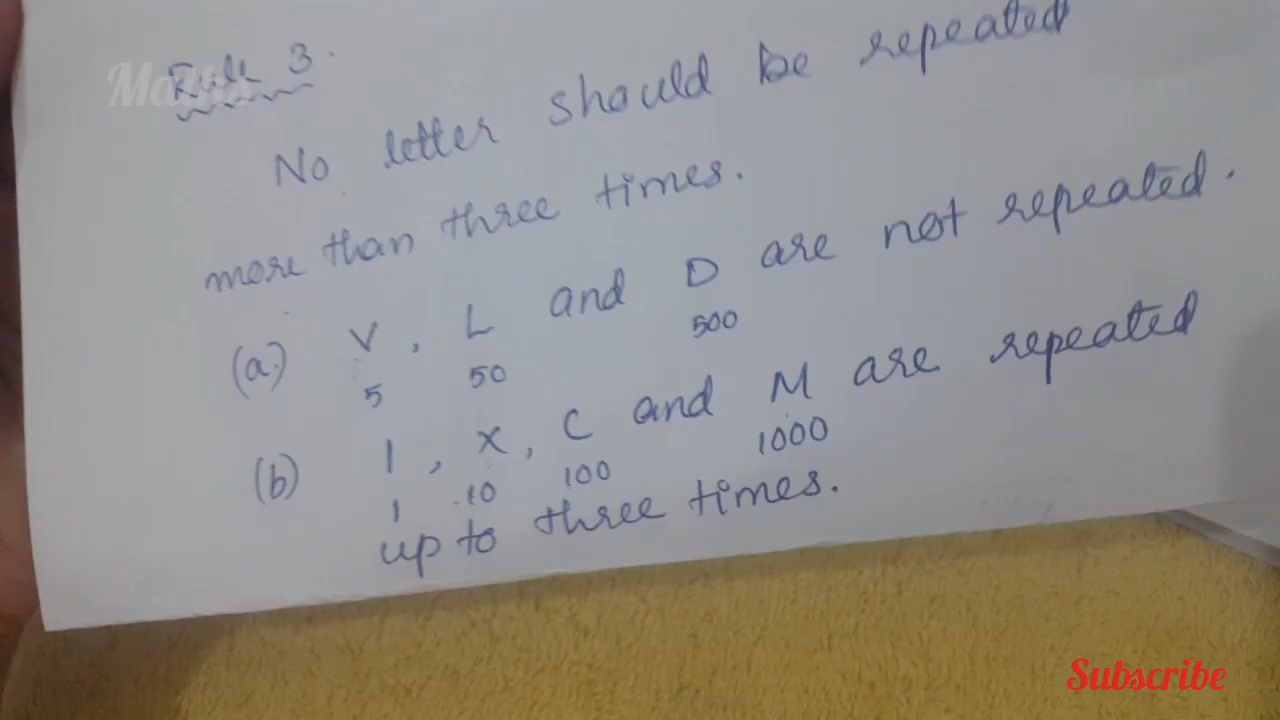 Maths
Rule 3.
No letter should be repeated
more than three times.
(a) V, L and D are not repeated.
5 50 500
(b) I, X, C and M are repeated
1 10 100 1000
up to three times.
Subscribe